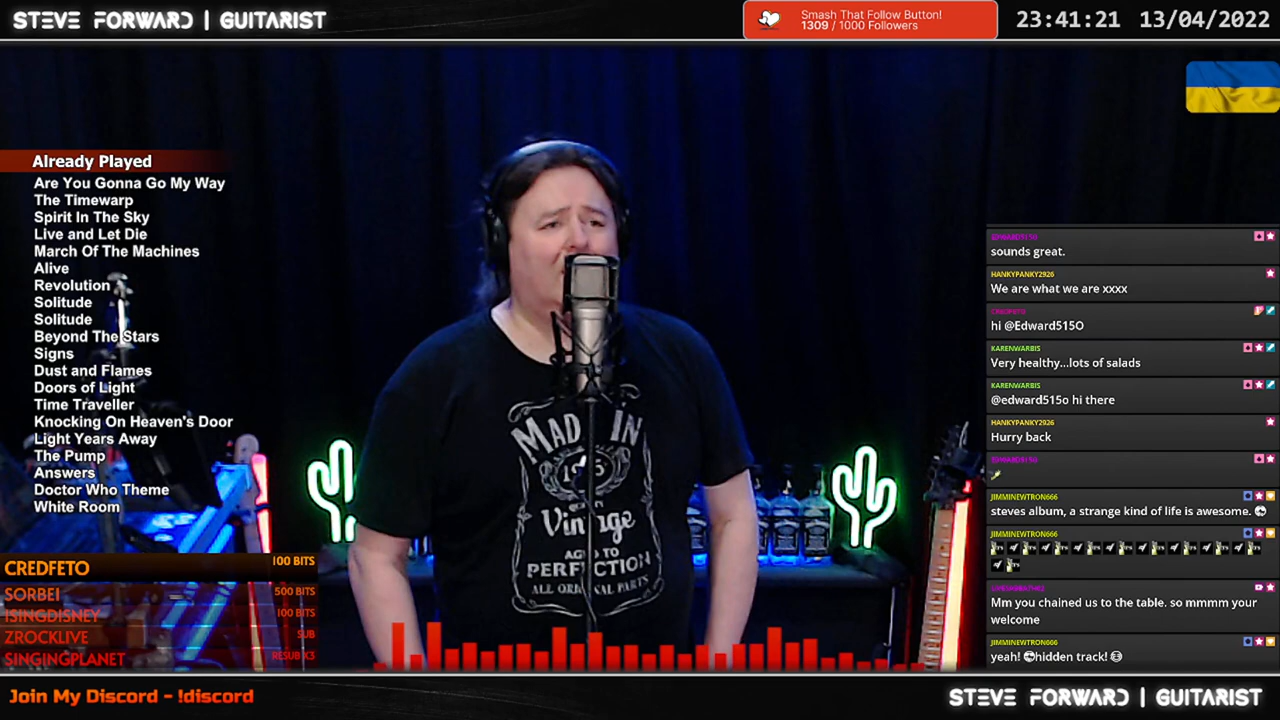 STEVE FORWARD | GUITARIST
Smash That Follow Button!
1309 / 1000 Followers
23:41:21 13/04/2022
Already Played
Are You Gonna Go My Way
The Timewarp
Spirit In The Sky
Live and Let Die
March Of The Machines
Alive
Revolution
Solitude
Solitude
Beyond The Stars
Signs
Dust and Flames
Doors of Light
Time Traveller
Knocking On Heaven's Door
Light Years Away
The Pump
Answers
Doctor Who Theme
White Room
CREDFETO 100 BITS
SORBEI 500 BITS
ISINGDISNEY 100 BITS
ZROCKLIVE SUB
SINGINGPLANET RESUB X3
MAD IN
Vintage
AGED TO
PERFECTION
ALL ORIGINAL PARTS
EDWARD515O
sounds great.
HANKYPANKY2926
We are what we are xxxx
CREDFETO
hi @Edward515O
KARENWARBIS
Very healthy...lots of salads
KARENWARBIS
@edward515o hi there
HANKYPANKY2926
Hurry back
EDWARD515O
JIMMINEWTRON666
steves album, a strange kind of life is awesome.
JIMMINEWTRON666
Mm you chained us to the table. so mmmm your
welcome
JIMMINEWTRON666
yeah! hidden track!
Join My Discord - !discord
STEVE FORWARD | GUITARIST